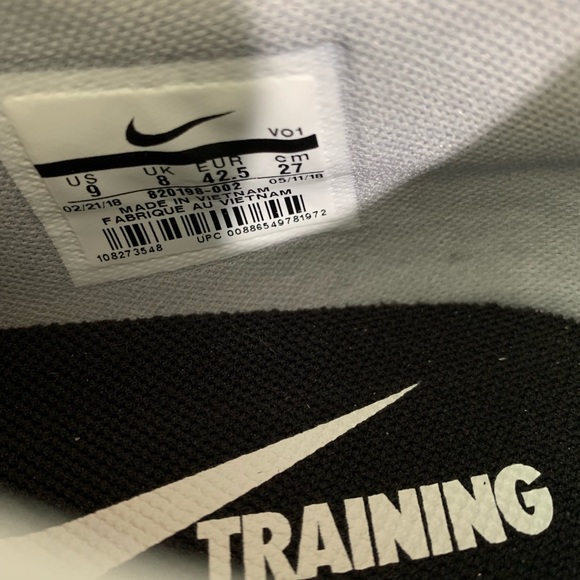 VO1
US UK EUR cm
9 8 42.5 27
820198-002
02/21/18 05/11/18
MADE IN VIETNAM
FABRIQUE AU VIETNAM
108273548 UPC 00886549781972
TRAINING